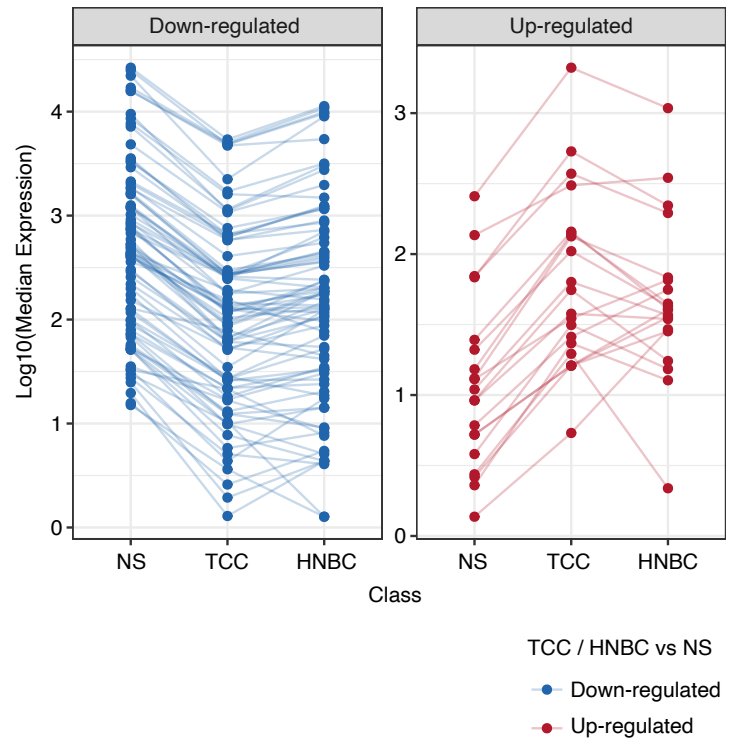 Down-regulated
Up-regulated
Log10(Median Expression)
4
3
2
1
0
3
2
1
0
NS
TCC
HNBC
NS
TCC
HNBC
Class
TCC / HNBC vs NS
Down-regulated
Up-regulated